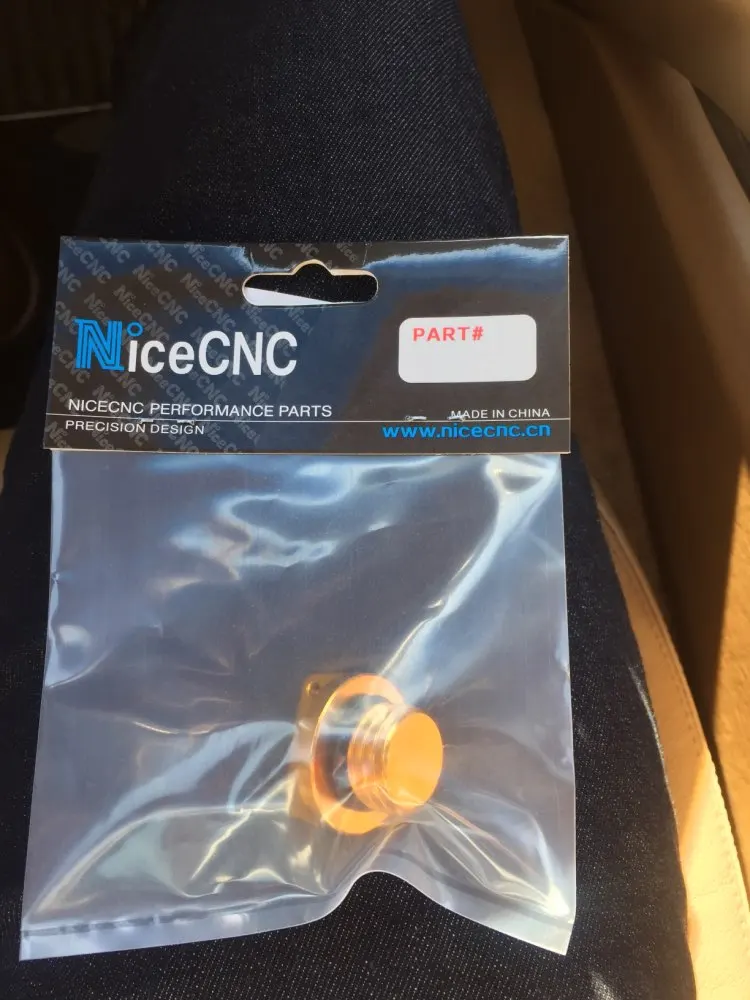 NiceCNC
PART#
NICECNC PERFORMANCE PARTS
MADE IN CHINA
PRECISION DESIGN
www.nicecnc.cn